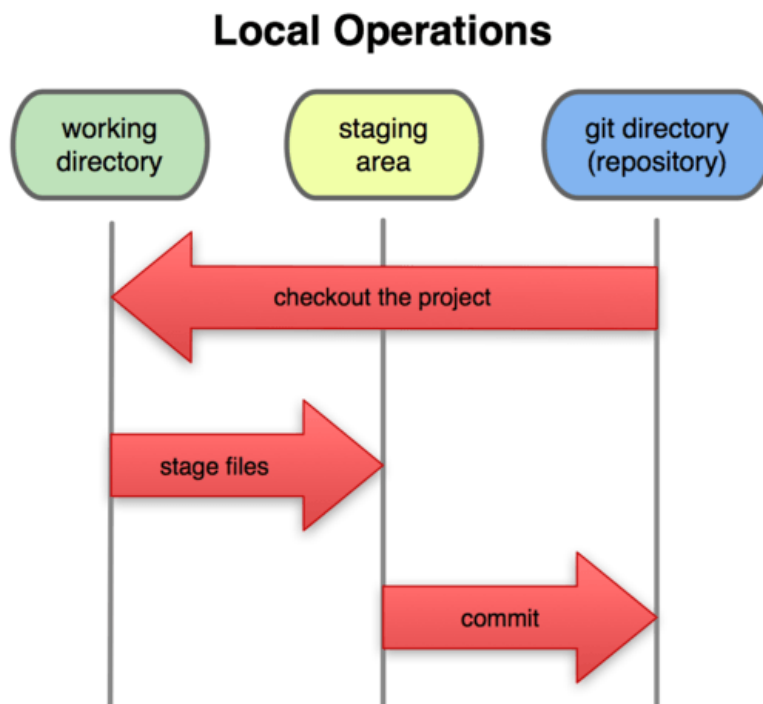 Local Operations
working
directory
staging
area
git directory
(repository)
checkout the project
stage files
commit